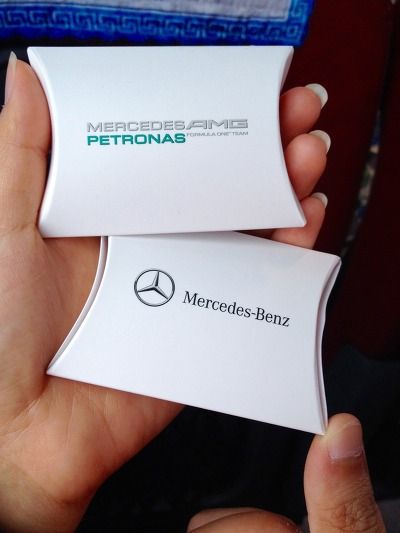 MERCEDES AMG
PETRONAS FORMULA ONE™ TEAM
Mercedes-Benz